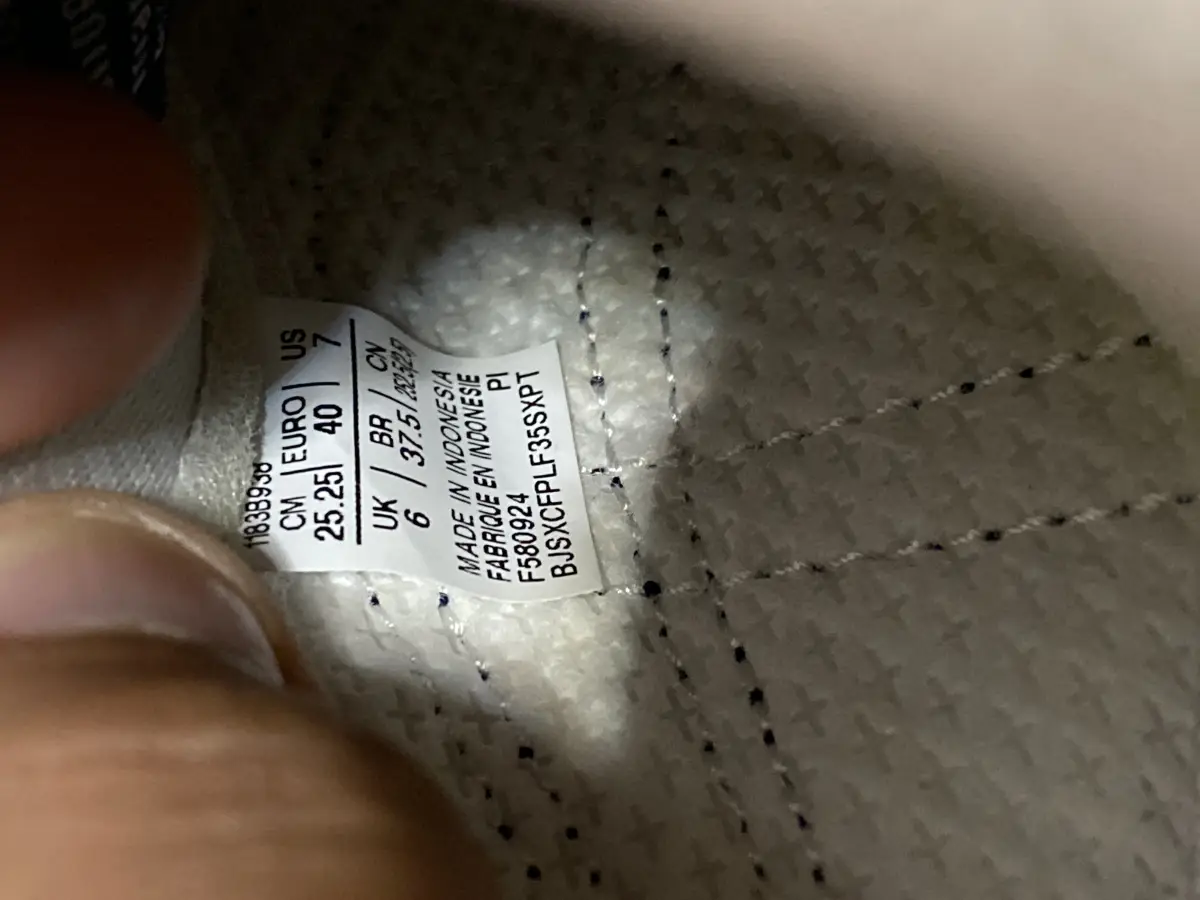 1183B938
CM | EURO | US
25.25 | 40 | 7
UK | BR | CN
6 | 37.5 /
MADE IN INDONESIA
FABRIQUE EN INDONESIE
F580924 PI
BJSXCFPLF35SXPT